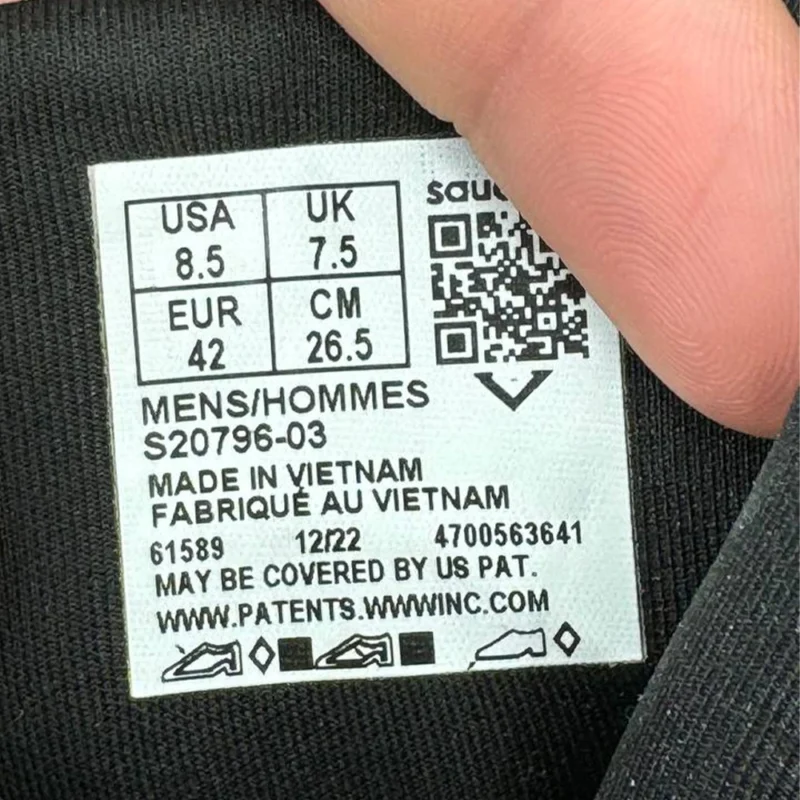 USA UK
8.5 7.5
EUR CM
42 26.5
MENS/HOMMES
S20796-03
MADE IN VIETNAM
FABRIQUÉ AU VIETNAM
61589 12/22 4700563641
MAY BE COVERED BY US PAT.
WWW.PATENTS.WWWINC.COM